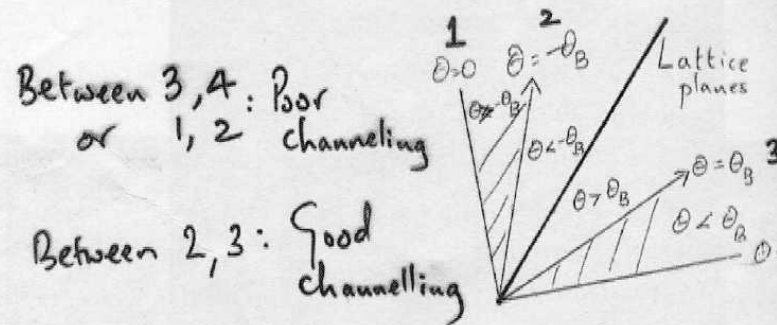 Between 3,4 : Poor
or 1, 2 channeling
Between 2,3 : Good
channelling
1
θ=0
2
θ=-θB
Lattice
planes
θ<-θB
θ>θB
θ=θB 3
θ<θB
θ